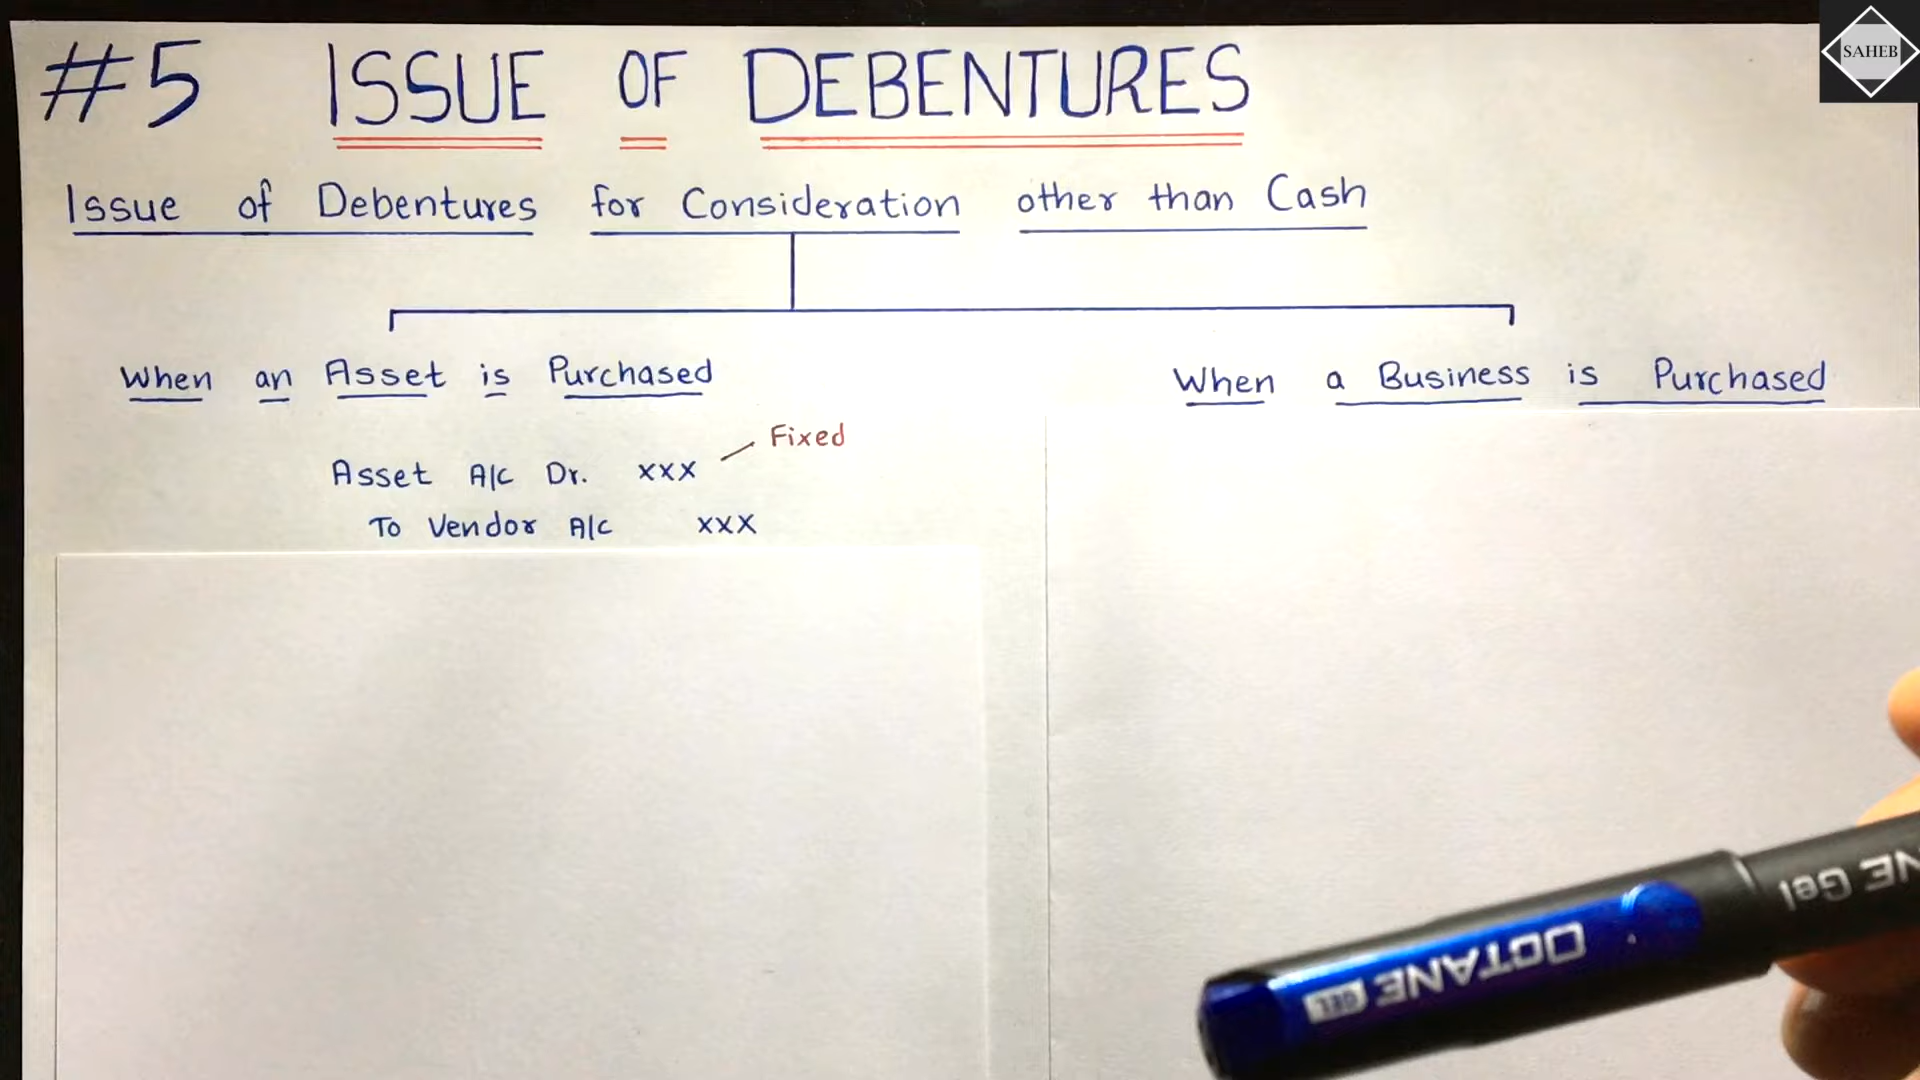 #5 ISSUE OF DEBENTURES
SAHEB
Issue of Debentures for Consideration other than Cash
When an Asset is Purchased
When a Business is Purchased
Fixed
Asset A/c Dr. xxx
To Vendor A/c xxx
OCTANE GEL
NE Gel